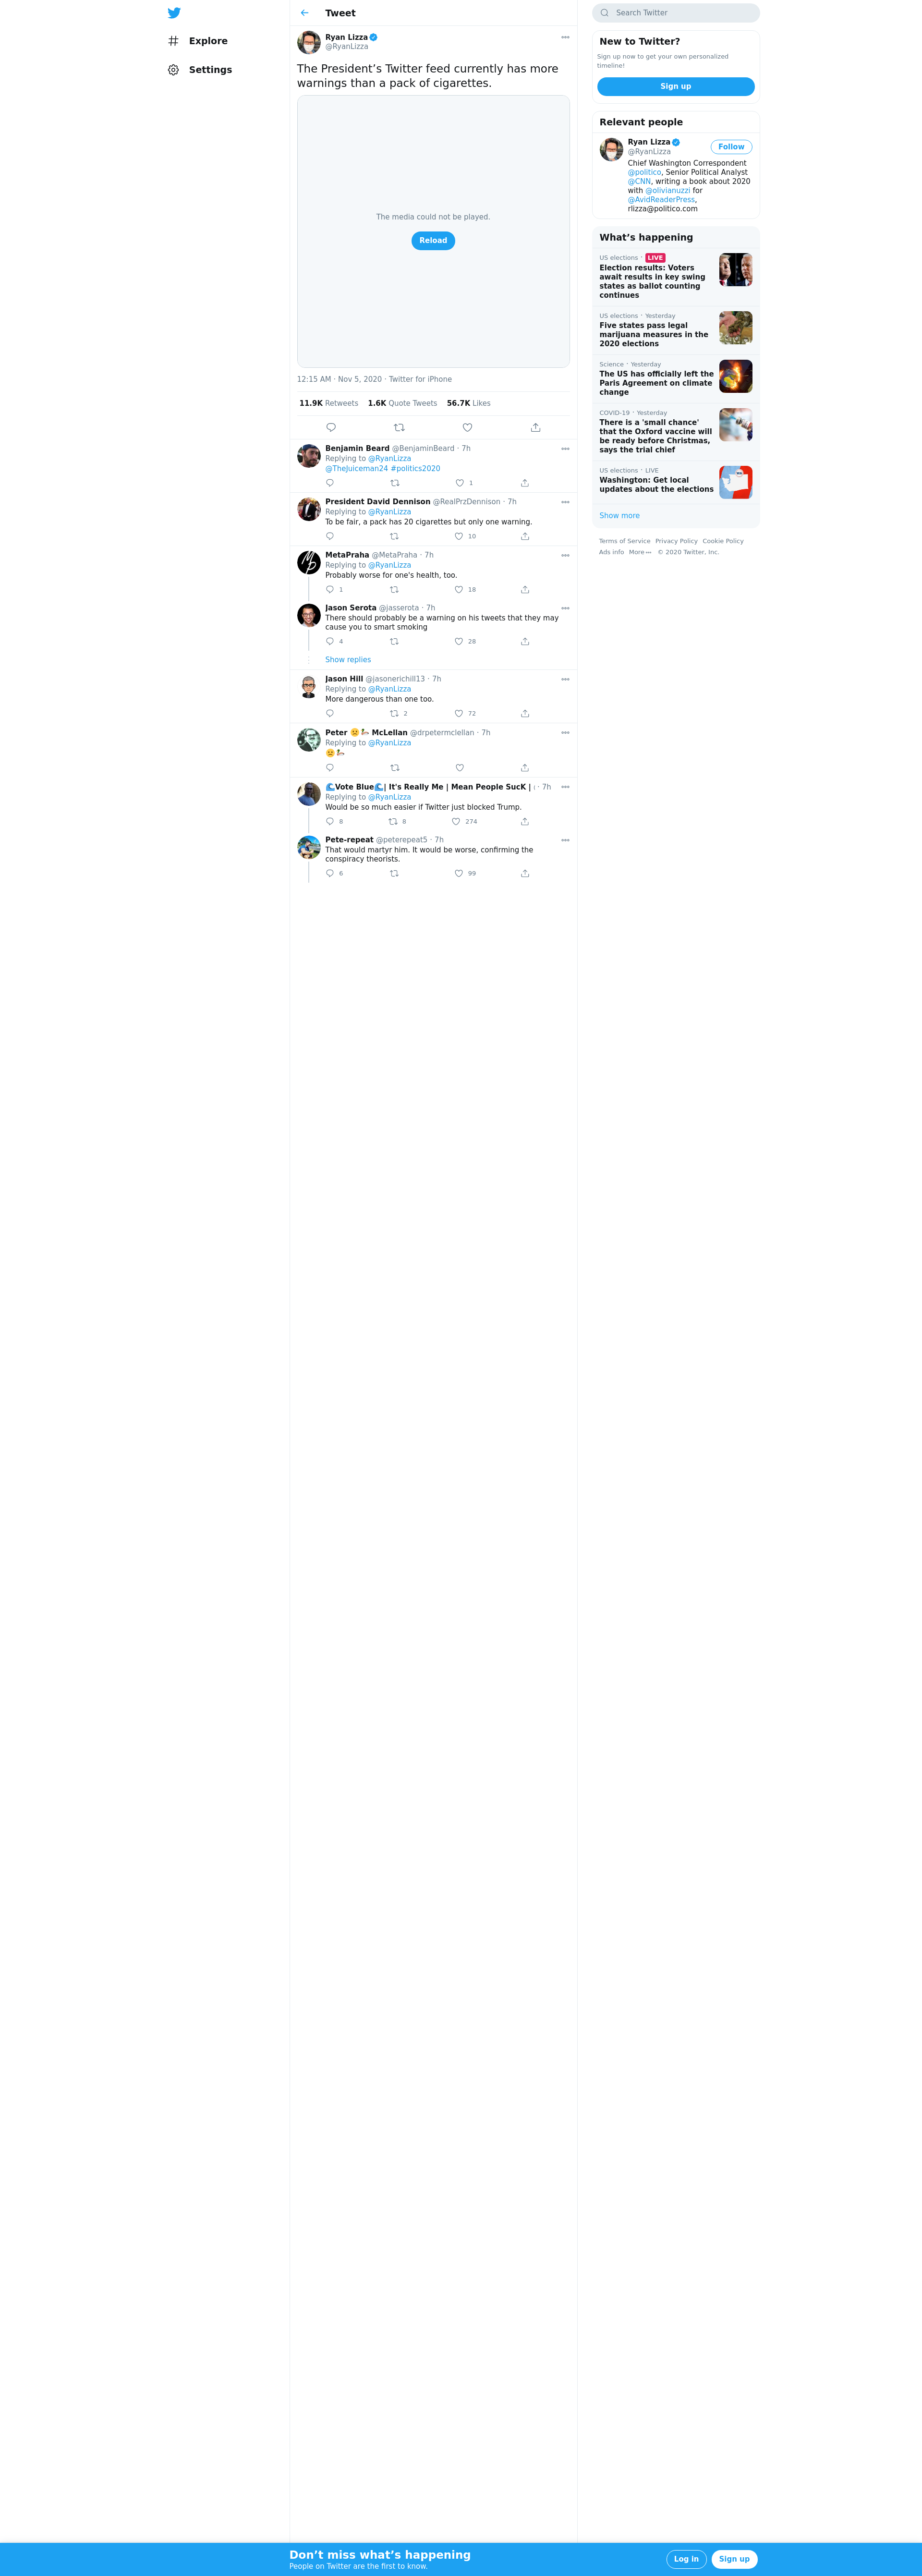 Explore
Settings
Tweet
Ryan Lizza
@RyanLizza
The President’s Twitter feed currently has more
warnings than a pack of cigarettes.
The media could not be played.
Reload
12:15 AM · Nov 5, 2020 · Twitter for iPhone
11.9K Retweets 1.6K Quote Tweets 56.7K Likes
Benjamin Beard @BenjaminBeard · 7h
Replying to @RyanLizza
@TheJuiceman24 #politics2020
1
President David Dennison @RealPrzDennison · 7h
Replying to @RyanLizza
To be fair, a pack has 20 cigarettes but only one warning.
10
MetaPraha @MetaPraha · 7h
Replying to @RyanLizza
Probably worse for one's health, too.
1 18
Jason Serota @jasserota · 7h
There should probably be a warning on his tweets that they may
cause you to smart smoking
4 28
Show replies
Jason Hill @jasonerichill13 · 7h
Replying to @RyanLizza
More dangerous than one too.
2 72
Peter McLellan @drpetermclellan · 7h
Replying to @RyanLizza
🌊Vote Blue🌊| It's Really Me | Mean People SucK | · 7h
Replying to @RyanLizza
Would be so much easier if Twitter just blocked Trump.
8 8 274
Pete-repeat @peterepeat5 · 7h
That would martyr him. It would be worse, confirming the
conspiracy theorists.
6 99
Search Twitter
New to Twitter?
Sign up now to get your own personalized
timeline!
Sign up
Relevant people
Ryan Lizza
@RyanLizza
Follow
Chief Washington Correspondent
@politico, Senior Political Analyst
@CNN, writing a book about 2020
with @olivianuzzi for
@AvidReaderPress,
rlizza@politico.com
What’s happening
US elections · LIVE
Election results: Voters
await results in key swing
states as ballot counting
continues
US elections · Yesterday
Five states pass legal
marijuana measures in the
2020 elections
Science · Yesterday
The US has officially left the
Paris Agreement on climate
change
COVID-19 · Yesterday
There is a 'small chance'
that the Oxford vaccine will
be ready before Christmas,
says the trial chief
US elections · LIVE
Washington: Get local
updates about the elections
Show more
Terms of Service Privacy Policy Cookie Policy
Ads info More © 2020 Twitter, Inc.
Don’t miss what’s happening
People on Twitter are the first to know.
Log in
Sign up